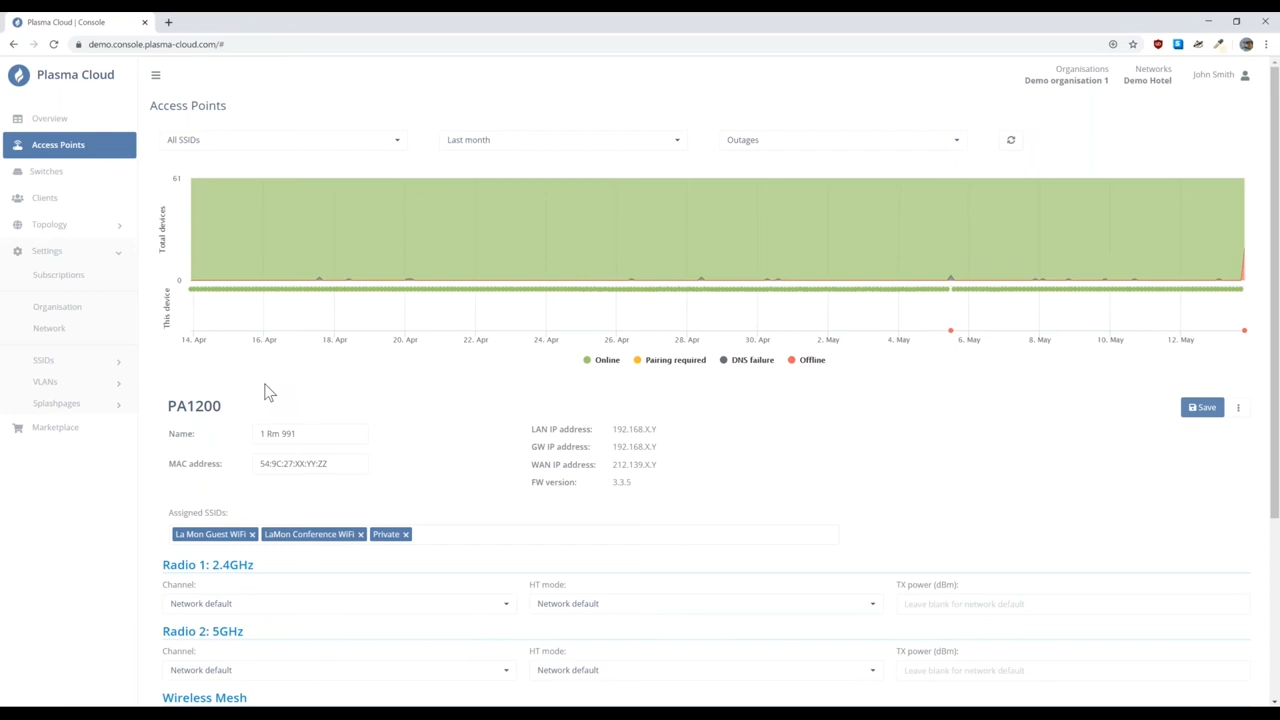 Plasma Cloud | Console
demo.console.plasma-cloud.com/#
Plasma Cloud
Organisations
Demo organisation 1
Networks
Demo Hotel
John Smith
Overview
Access Points
Switches
Clients
Topology
Settings
Subscriptions
Organisation
Network
SSIDs
VLANs
Splashpages
Marketplace
Access Points
All SSIDs
Last month
Outages
61
Total devices
0
This device
14. Apr 16. Apr 18. Apr 20. Apr 22. Apr 24. Apr 26. Apr 28. Apr 30. Apr 2. May 4. May 6. May 8. May 10. May 12. May
Online Pairing required DNS failure Offline
PA1200
Save
Name: 1 Rm 991
MAC address: 54:9C:27:XX:YY:ZZ
LAN IP address: 192.168.X.Y
GW IP address: 192.168.X.Y
WAN IP address: 212.139.X.Y
FW version: 3.3.5
Assigned SSIDs:
La Mon Guest WiFi × LaMon Conference WiFi × Private ×
Radio 1: 2.4GHz
Channel: HT mode: TX power (dBm):
Network default Network default Leave blank for network default
Radio 2: 5GHz
Channel: HT mode: TX power (dBm):
Network default Network default Leave blank for network default
Wireless Mesh